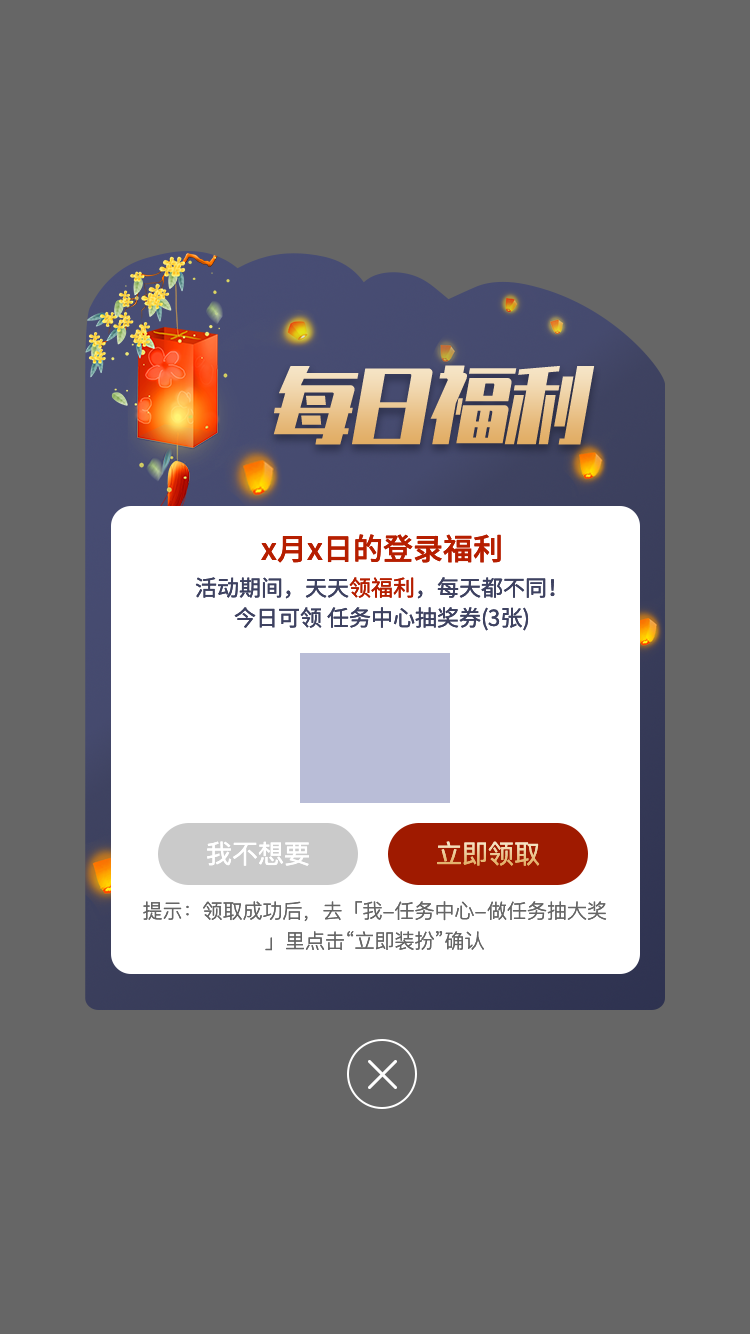 每日福利
x月x日的登录福利
活动期间，天天领福利，每天都不同！
今日可领 任务中心抽奖券(3张)
我不想要
立即领取
提示：领取成功后，去「我–任务中心–做任务抽大奖
」里点击“立即装扮”确认